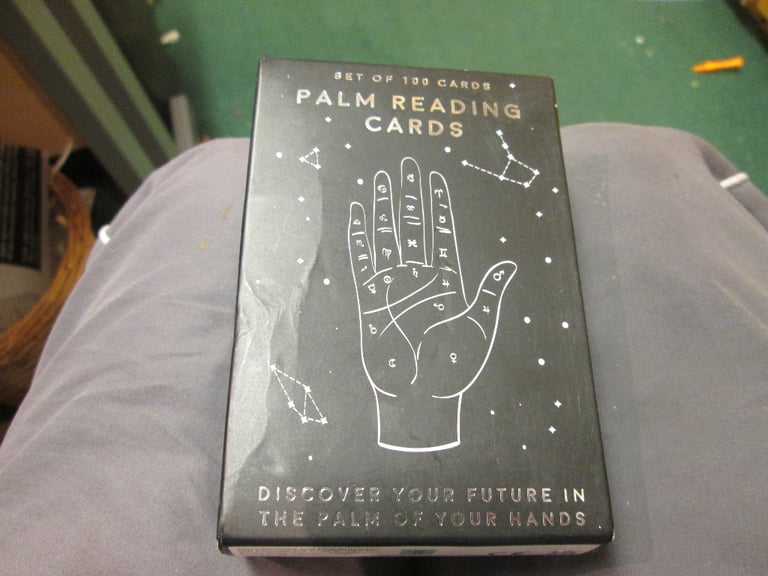 SET OF 100 CARDS
PALM READING
CARDS
DISCOVER YOUR FUTURE IN
THE PALM OF YOUR HANDS